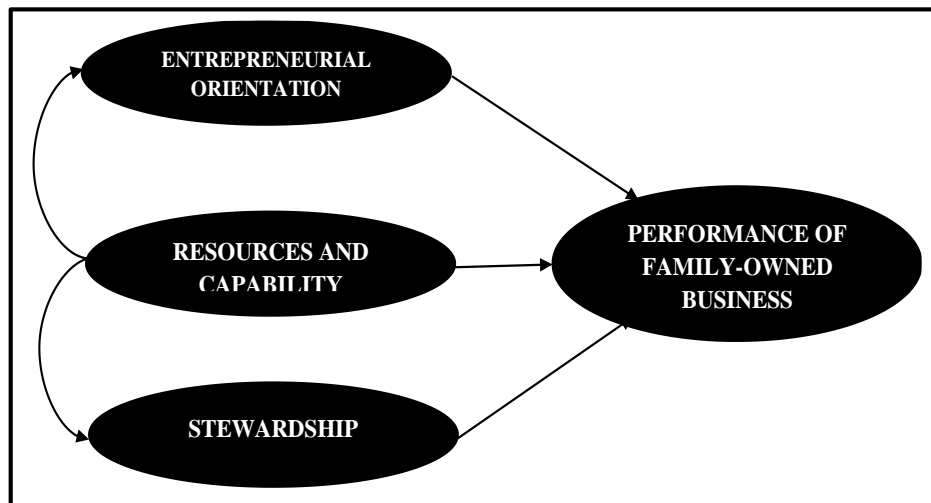 ENTREPRENEURIAL
ORIENTATION
RESOURCES AND
CAPABILITY
PERFORMANCE OF
FAMILY-OWNED
BUSINESS
STEWARDSHIP